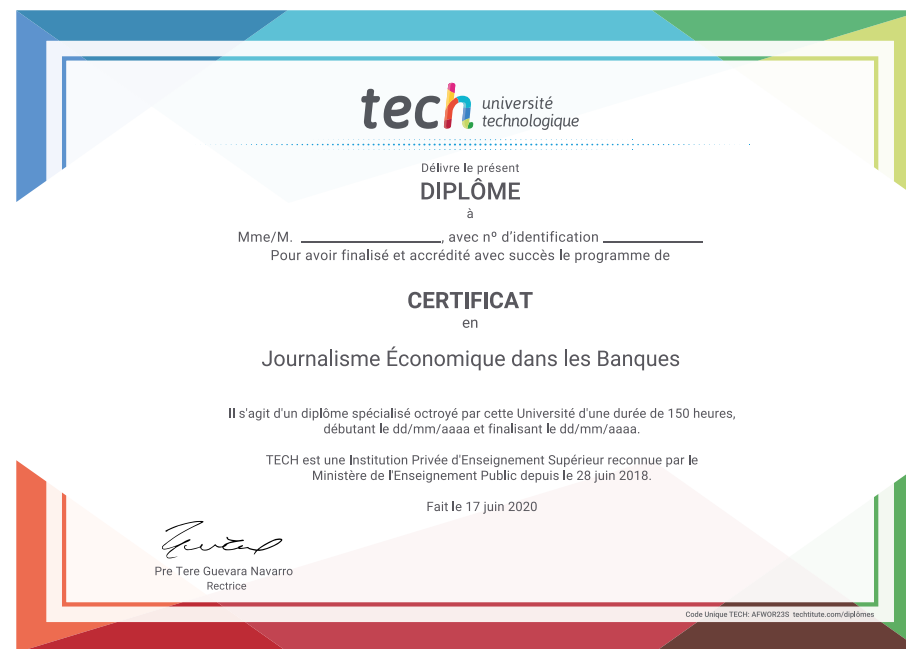 tech université
technologique
Délivre le présent
DIPLÔME
à
Mme/M. ____________________, avec nº d'identification ______________
Pour avoir finalisé et accrédité avec succès le programme de
CERTIFICAT
en
Journalisme Économique dans les Banques
Il s'agit d'un diplôme spécialisé octroyé par cette Université d'une durée de 150 heures,
débutant le dd/mm/aaaa et finalisant le dd/mm/aaaa.
TECH est une Institution Privée d'Enseignement Supérieur reconnue par le
Ministère de l'Enseignement Public depuis le 28 juin 2018.
Fait le 17 juin 2020
Pre Tere Guevara Navarro
Rectrice
Code Unique TECH: AFWOR23S techtitute.com/diplômes